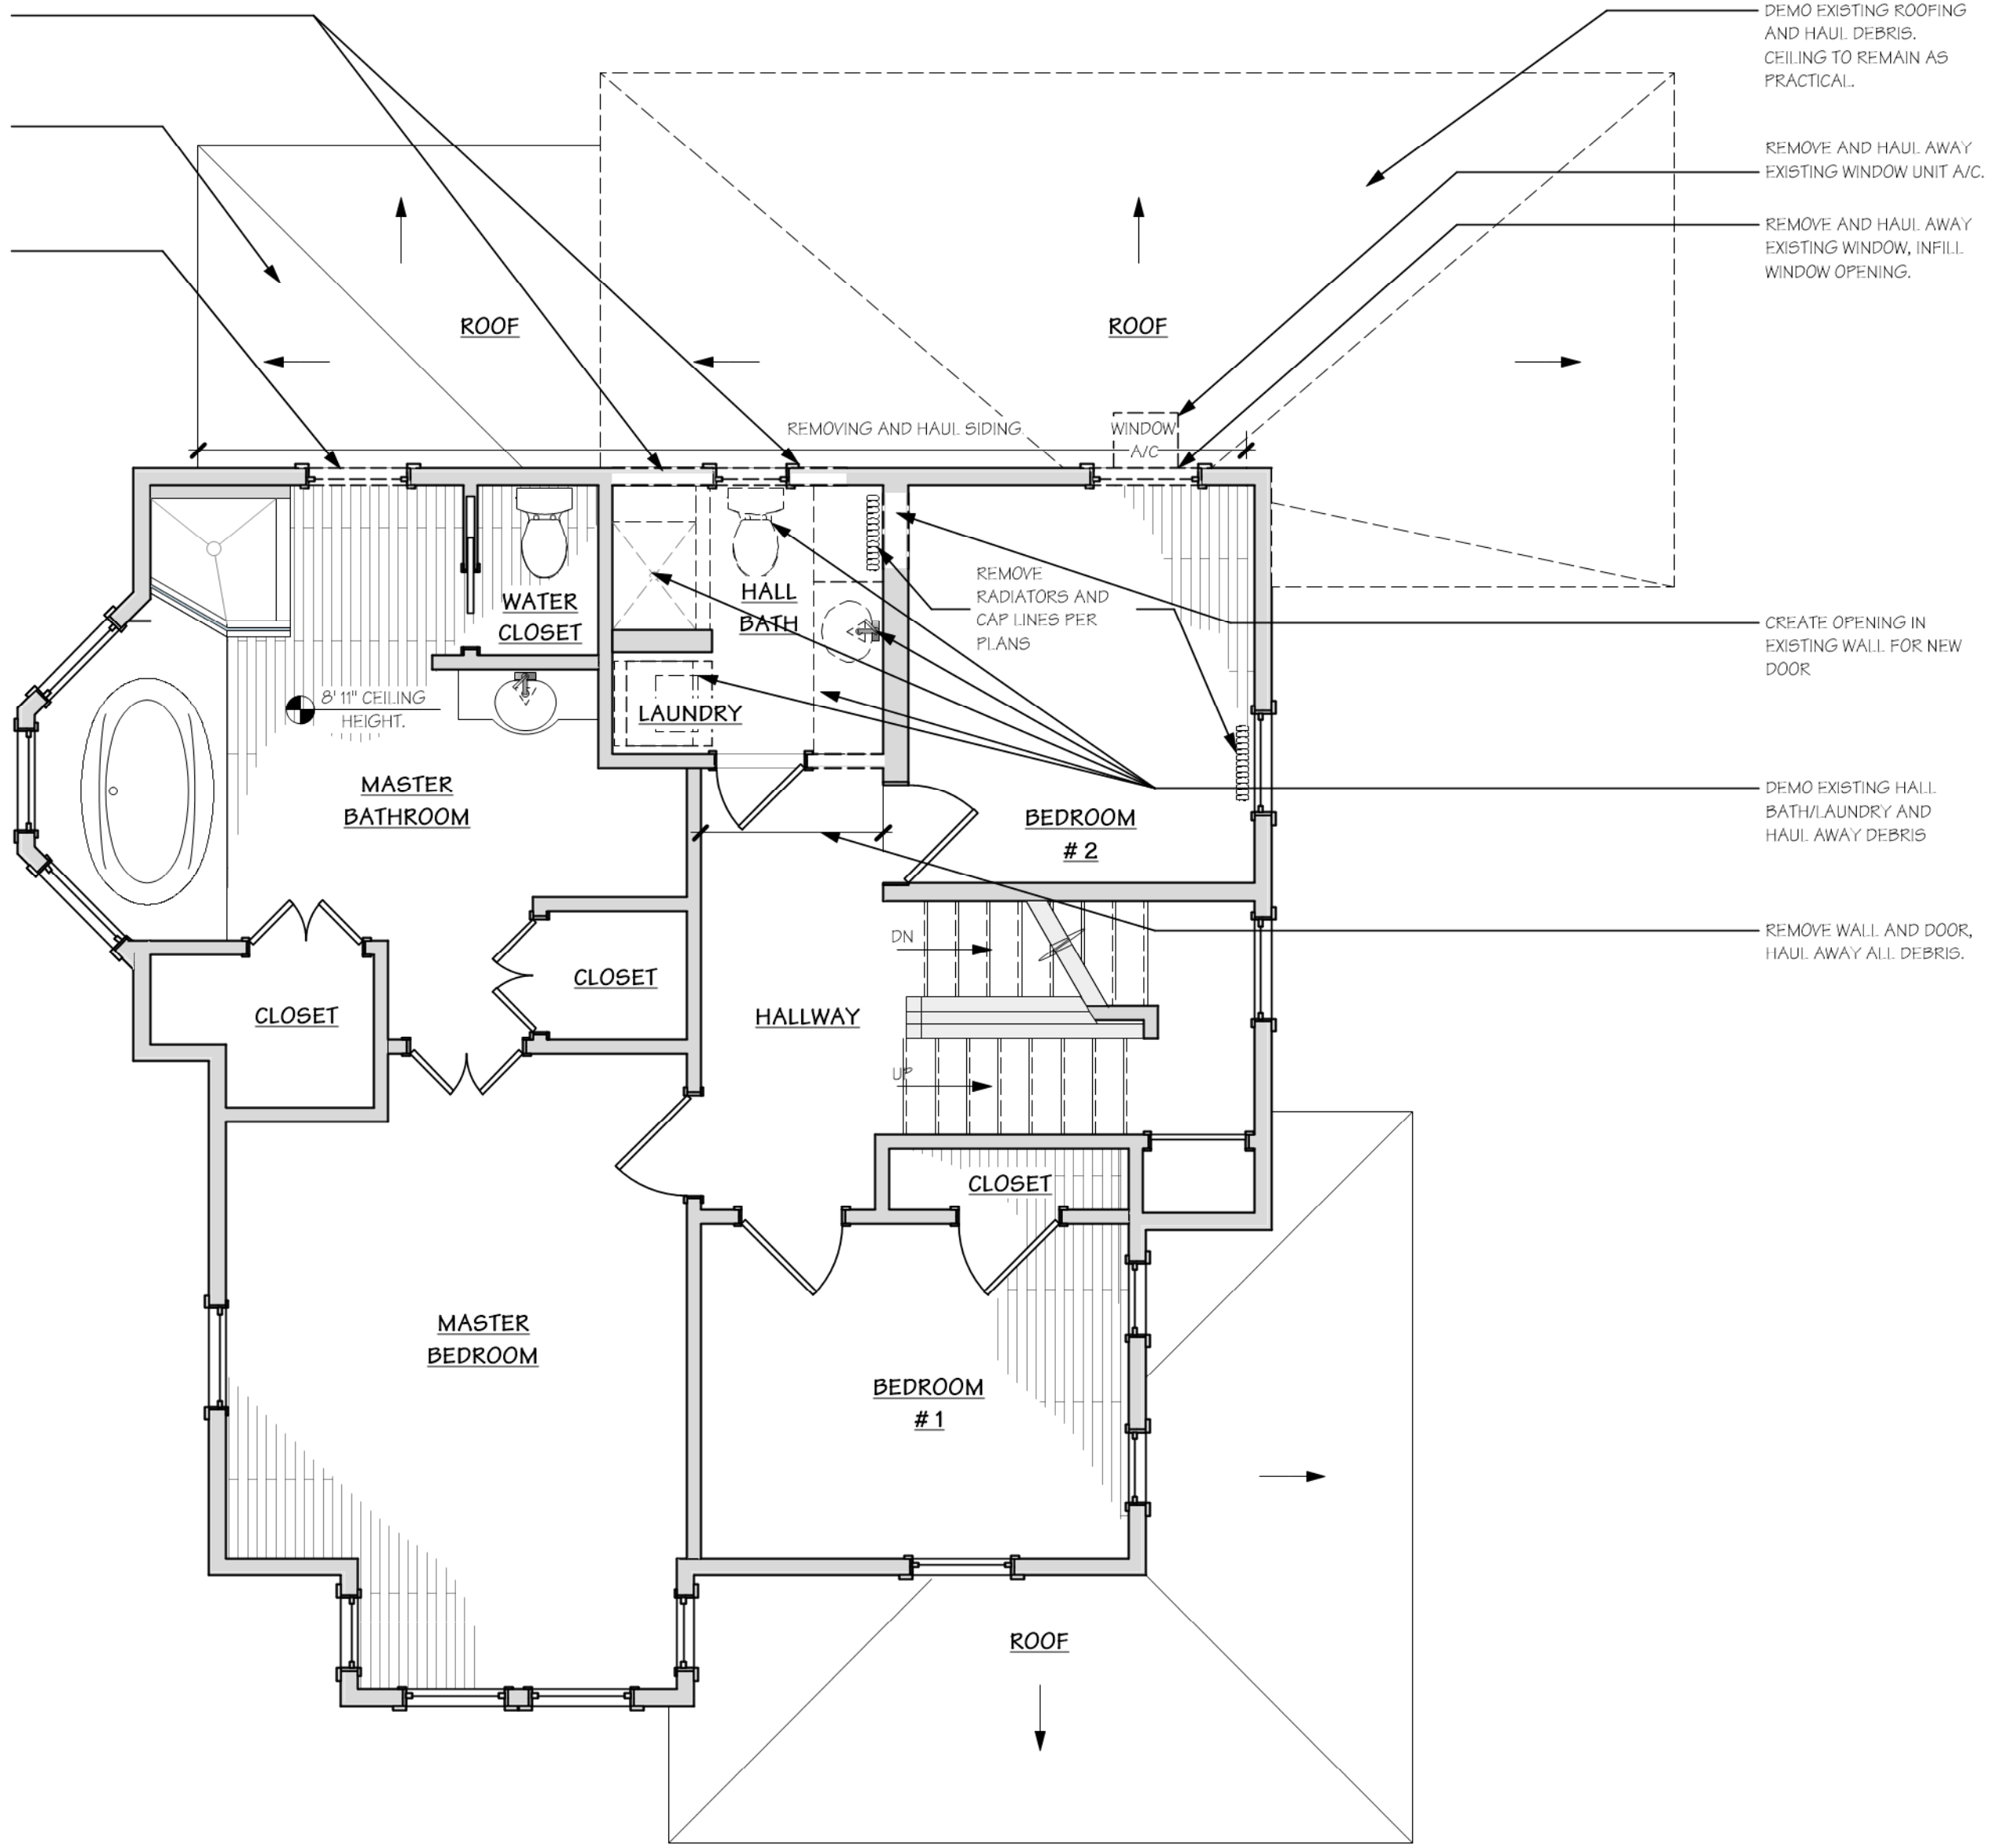 DEMO EXISTING ROOFING
AND HAUL DEBRIS.
CEILING TO REMAIN AS
PRACTICAL.
REMOVE AND HAUL AWAY
EXISTING WINDOW UNIT A/C.
REMOVE AND HAUL AWAY
EXISTING WINDOW, INFILL
WINDOW OPENING.
ROOF
ROOF
REMOVING AND HAUL SIDING
WINDOW
A/C
WATER
CLOSET
HALL
BATH
REMOVE
RADIATORS AND
CAP LINES PER
PLANS
CREATE OPENING IN
EXISTING WALL FOR NEW
DOOR
8' 11" CEILING
HEIGHT.
LAUNDRY
MASTER
BATHROOM
BEDROOM
# 2
DEMO EXISTING HALL
BATH/LAUNDRY AND
HAUL AWAY DEBRIS
REMOVE WALL AND DOOR,
HAUL AWAY ALL DEBRIS.
DN
CLOSET
CLOSET
HALLWAY
UP
CLOSET
MASTER
BEDROOM
BEDROOM
# 1
ROOF